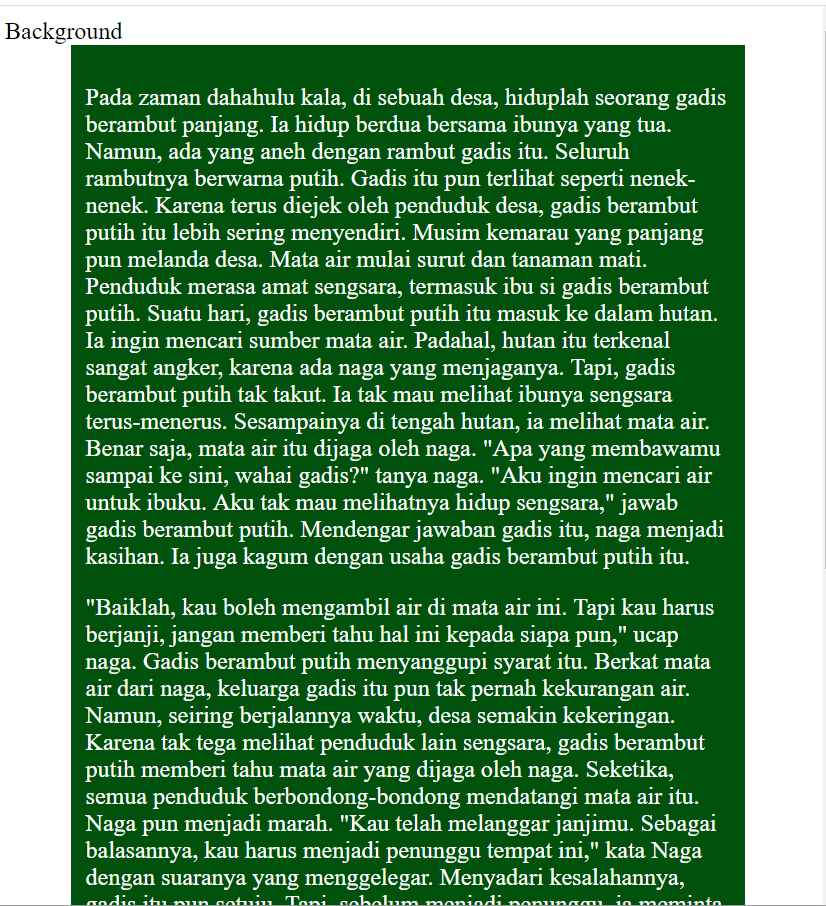 Background
Pada zaman dahahulu kala, di sebuah desa, hiduplah seorang gadis
berambut panjang. Ia hidup berdua bersama ibunya yang tua.
Namun, ada yang aneh dengan rambut gadis itu. Seluruh
rambutnya berwarna putih. Gadis itu pun terlihat seperti nenek-
nenek. Karena terus diejek oleh penduduk desa, gadis berambut
putih itu lebih sering menyendiri. Musim kemarau yang panjang
pun melanda desa. Mata air mulai surut dan tanaman mati.
Penduduk merasa amat sengsara, termasuk ibu si gadis berambut
putih. Suatu hari, gadis berambut putih itu masuk ke dalam hutan.
Ia ingin mencari sumber mata air. Padahal, hutan itu terkenal
sangat angker, karena ada naga yang menjaganya. Tapi, gadis
berambut putih tak takut. Ia tak mau melihat ibunya sengsara
terus-menerus. Sesampainya di tengah hutan, ia melihat mata air.
Benar saja, mata air itu dijaga oleh naga. "Apa yang membawamu
sampai ke sini, wahai gadis?" tanya naga. "Aku ingin mencari air
untuk ibuku. Aku tak mau melihatnya hidup sengsara," jawab
gadis berambut putih. Mendengar jawaban gadis itu, naga menjadi
kasihan. Ia juga kagum dengan usaha gadis berambut putih itu.
"Baiklah, kau boleh mengambil air di mata air ini. Tapi kau harus
berjanji, jangan memberi tahu hal ini kepada siapa pun," ucap
naga. Gadis berambut putih menyanggupi syarat itu. Berkat mata
air dari naga, keluarga gadis itu pun tak pernah kekurangan air.
Namun, seiring berjalannya waktu, desa semakin kekeringan.
Karena tak tega melihat penduduk lain sengsara, gadis berambut
putih memberi tahu mata air yang dijaga oleh naga. Seketika,
semua penduduk berbondong-bondong mendatangi mata air itu.
Naga pun menjadi marah. "Kau telah melanggar janjimu. Sebagai
balasannya, kau harus menjadi penunggu tempat ini," kata Naga
dengan suaranya yang menggelegar. Menyadari kesalahannya,
gadis itu pun setuju. Tapi, sebelum menjadi penunggu, ia meminta